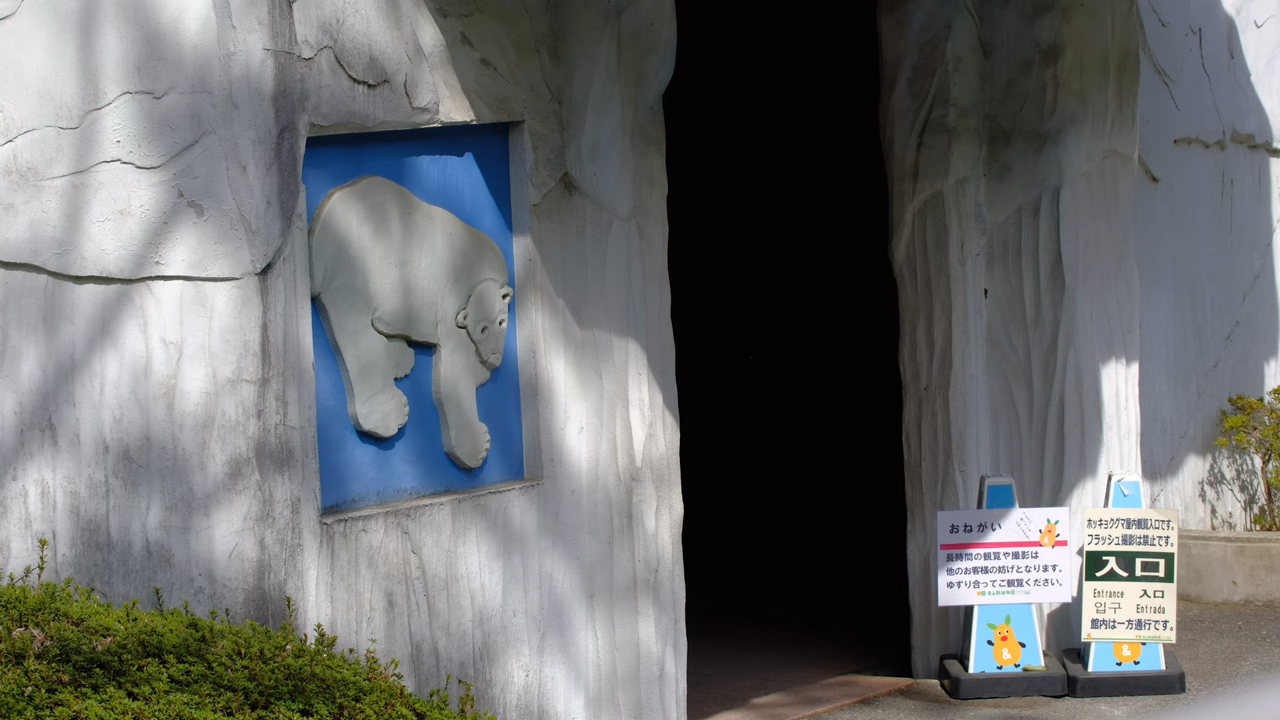 おねがい
長時間の観覧や撮影は
他のお客様の妨げとなります。
ゆずり合ってご観覧ください。
&
&
ホッキョクグマ屋内観覧入口です。
フラッシュ撮影は禁止です。
入口
Entrance 入口
입구 Entrada
館内は一方通行です。
&